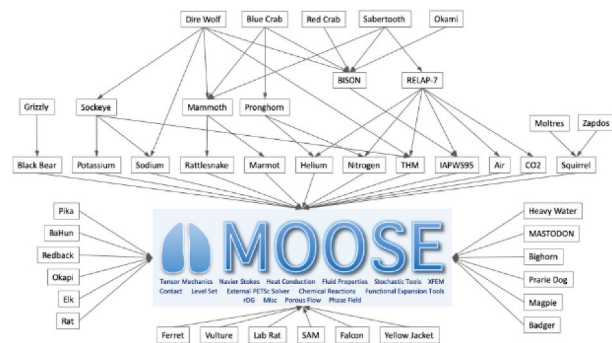 Dire Wolf Blue Crab Red Crab Sabertooth Okami
BISON RELAP-7
Grizzly Sockeye Mammoth Pronghorn
Moltres Zapdos
Black Bear Potassium Sodium Rattlesnake Marmot Helium Nitrogen THM IAPWS95 Air CO2 Squirrel
Pika
BaHun
Redback
Okapi
Elk
Rat
MOOSE
Tensor Mechanics Navier Stokes Heat Conduction Fluid Properties Stochastic Tools XFEM
Contact Level Set External PETSc Solver Chemical Reactions Functional Expansion Tools
rDG Misc Porous Flow Phase Field
Heavy Water
MASTODON
Bighorn
Prarie Dog
Magpie
Badger
Ferret Vulture Lab Rat SAM Falcon Yellow Jacket